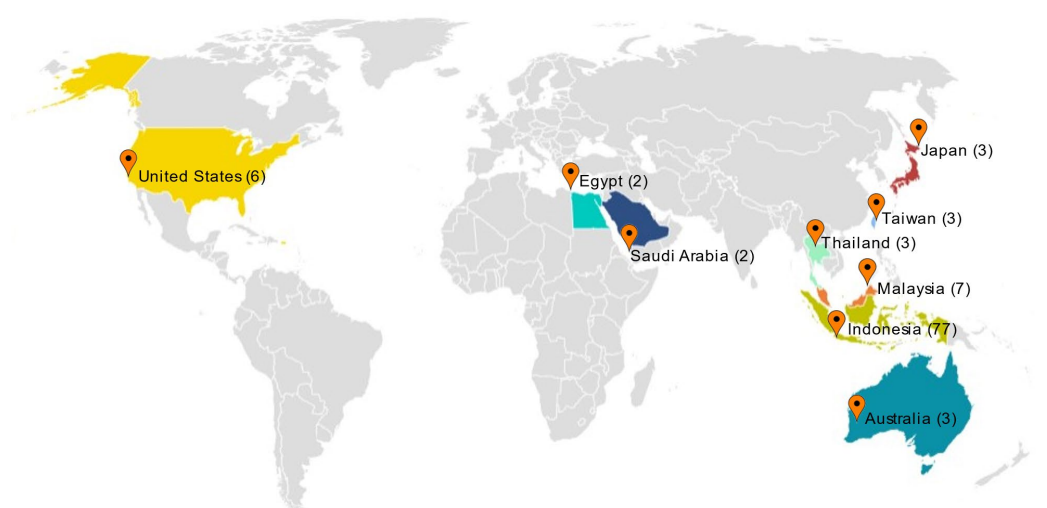 Japan (3)
United States (6)
Egypt (2)
Taiwan (3)
Thailand (3)
Saudi Arabia (2)
Malaysia (7)
Indonesia (77)
Australia (3)